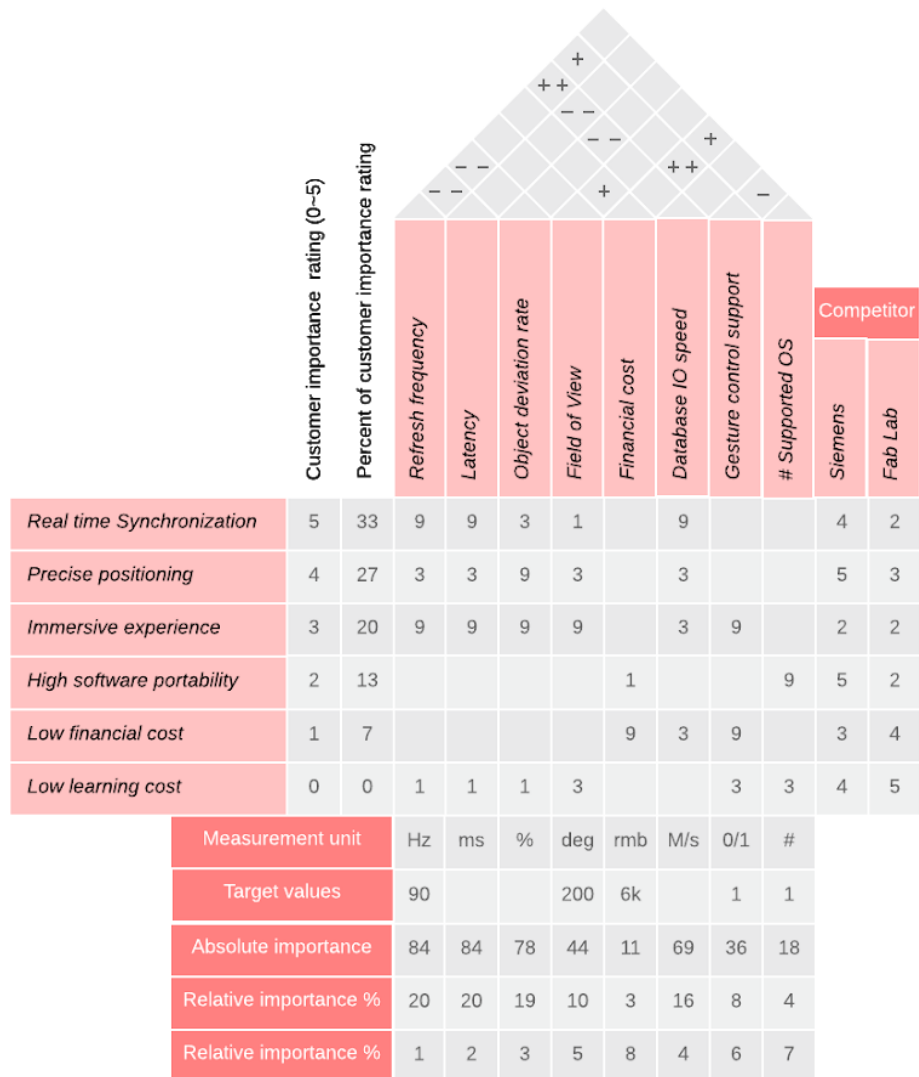 +
+ +
– –
– – +
– – + +
– – + –
Customer importance rating (0~5)
Percent of customer importance rating
Refresh frequency
Latency
Object deviation rate
Field of View
Financial cost
Database IO speed
Gesture control support
# Supported OS
Competitor
Siemens
Fab Lab
Real time Synchronization 5 33 9 9 3 1 9 4 2
Precise positioning 4 27 3 3 9 3 3 5 3
Immersive experience 3 20 9 9 9 9 3 9 2 2
High software portability 2 13 1 9 5 2
Low financial cost 1 7 9 3 9 3 4
Low learning cost 0 0 1 1 1 3 3 3 4 5
Measurement unit Hz ms % deg rmb M/s 0/1 #
Target values 90 200 6k 1 1
Absolute importance 84 84 78 44 11 69 36 18
Relative importance % 20 20 19 10 3 16 8 4
Relative importance % 1 2 3 5 8 4 6 7